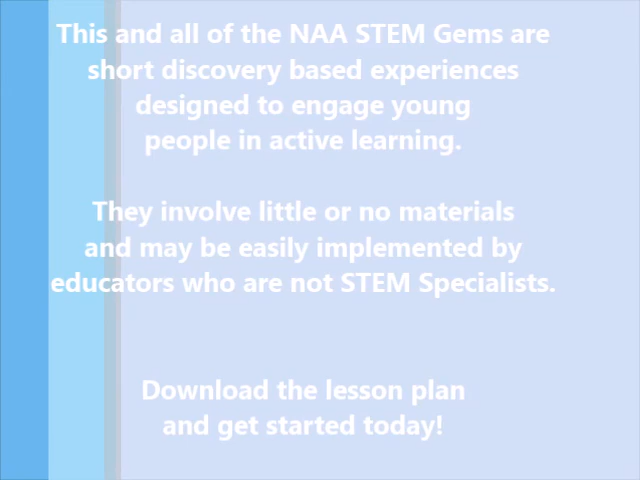 This and all of the NAA STEM Gems are
short discovery based experiences
designed to engage young
people in active learning.
They involve little or no materials
and may be easily implemented by
educators who are not STEM Specialists.
Download the lesson plan
and get started today!